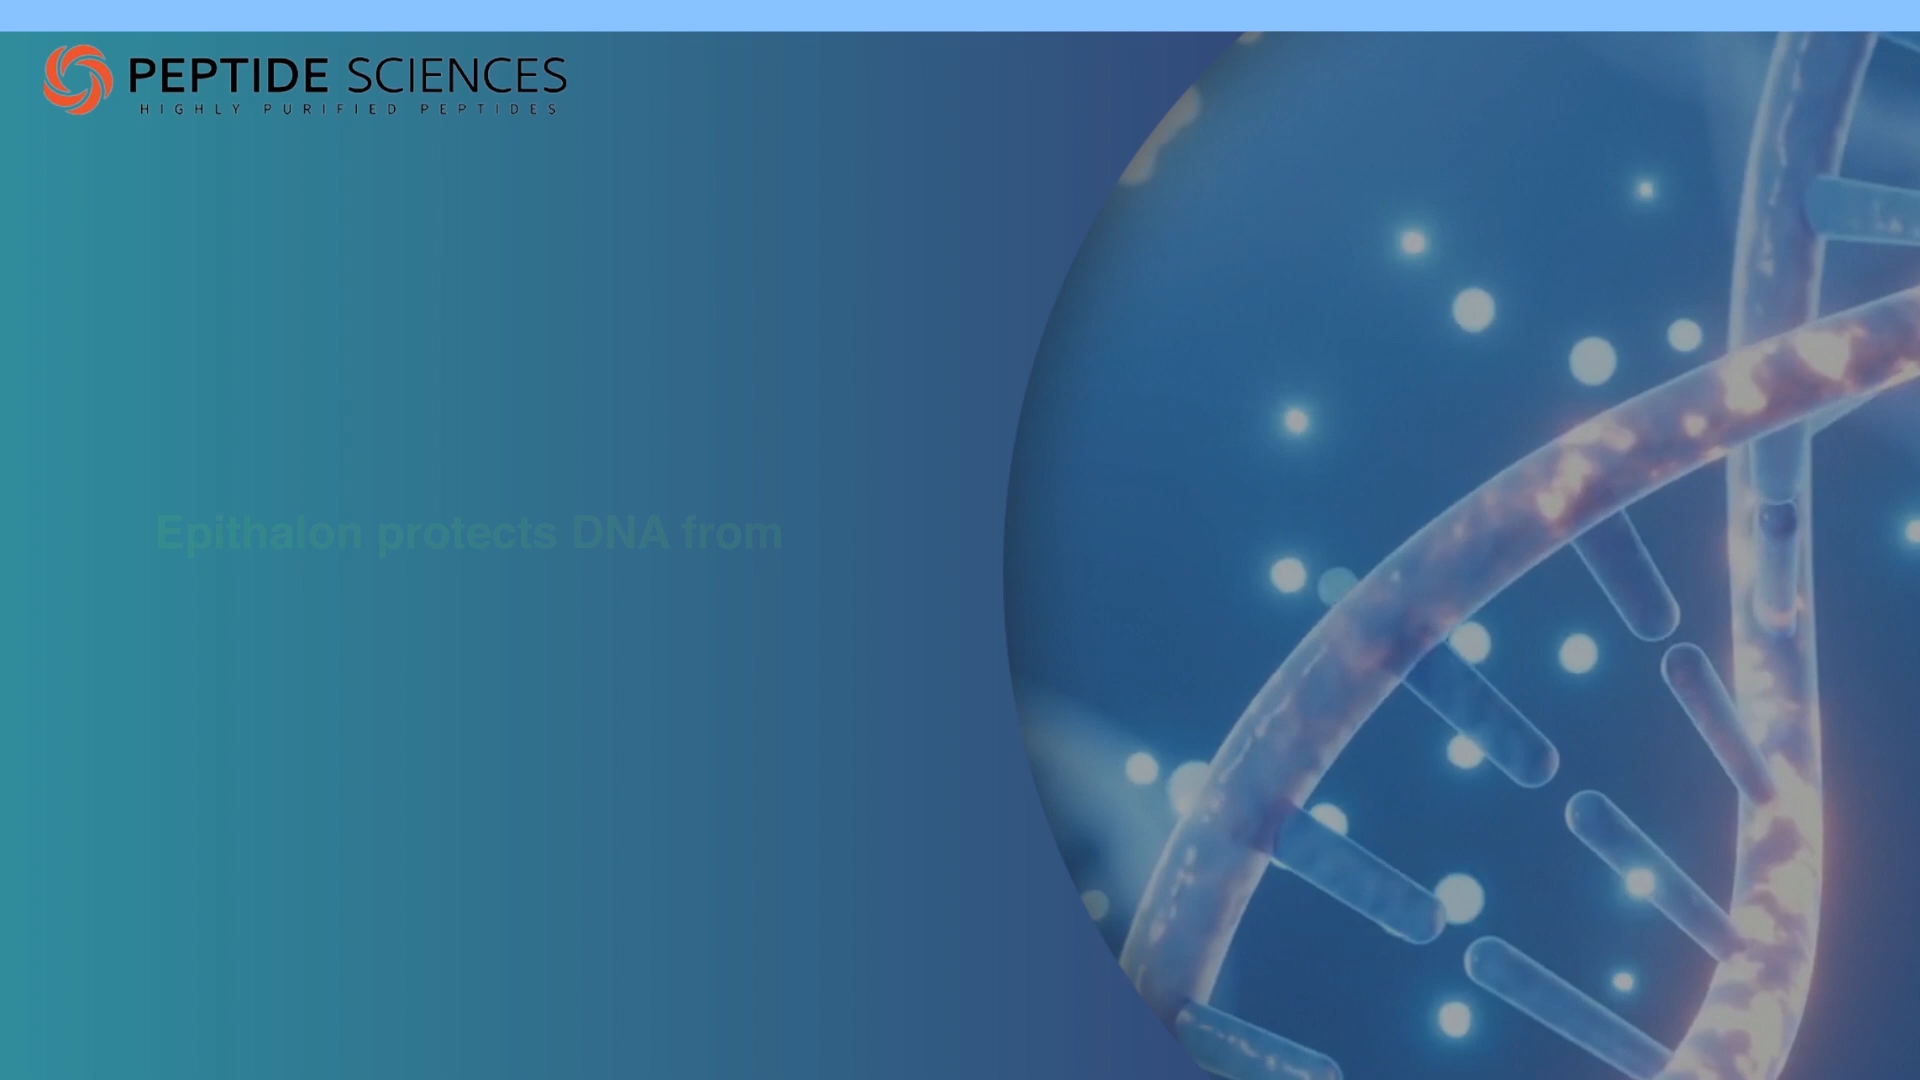 PEPTIDE SCIENCES
HIGHLY PURIFIED PEPTIDES
Epithalon protects DNA from